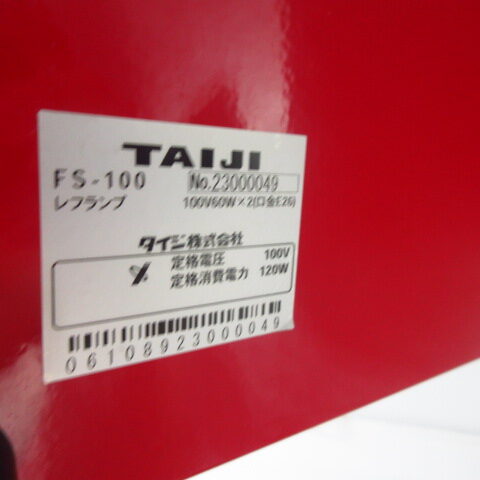 TAIJI
FS-100 No.23000049
レフランプ 100V60W×2(口金E26)
タイジ株式会社
定格電圧 100V
定格消費電力 120W
0610892300049